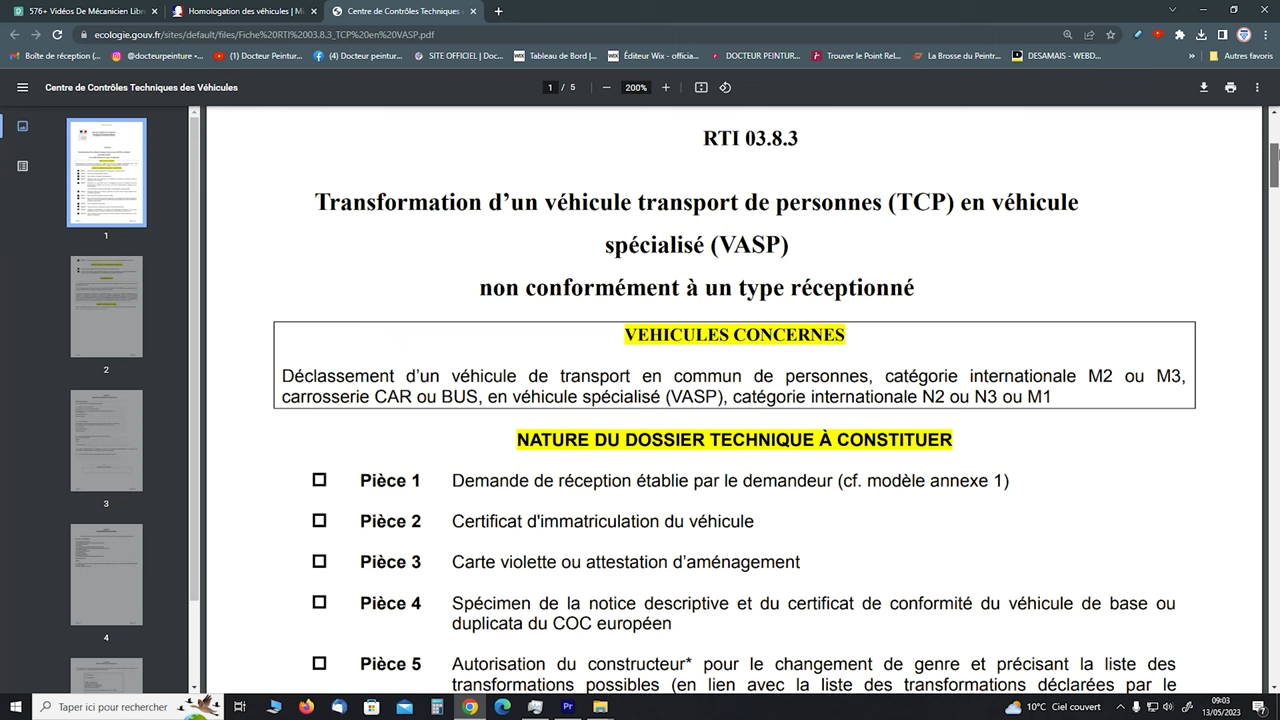 576+ Vidéos De Mécanicien Libr
Homologation des véhicules | M
Centre de Contrôles Techniques
ecologie.gouv.fr/sites/default/files/Fiche%20RTI%2003.8.3_TCP%20en%20VASP.pdf
Boîte de réception (...
@docteurpeinture -...
(1) Docteur Peintur...
(4) Docteur peintur...
SITE OFFICIEL | Doc...
Tableau de Bord |...
Éditeur Wix - officia...
DOCTEUR PEINTUR...
Trouver le Point Rel...
La Brosse du Peintr...
DESAMAIS - WEBD...
»
Autres favoris
Centre de Contrôles Techniques des Véhicules
1 / 5
200%
RTI 03.8.3
Transformation d'un véhicule transport de personnes (TCP) en véhicule
spécialisé (VASP)
non conformément à un type réceptionné
VEHICULES CONCERNES
Déclassement d'un véhicule de transport en commun de personnes, catégorie internationale M2 ou M3,
carrosserie CAR ou BUS, en véhicule spécialisé (VASP), catégorie internationale N2 ou N3 ou M1
NATURE DU DOSSIER TECHNIQUE À CONSTITUER
Pièce 1 Demande de réception établie par le demandeur (cf. modèle annexe 1)
Pièce 2 Certificat d'immatriculation du véhicule
Pièce 3 Carte violette ou attestation d'aménagement
Pièce 4 Spécimen de la notice descriptive et du certificat de conformité du véhicule de base ou
duplicata du COC européen
Pièce 5 Autorisation du constructeur* pour le changement de genre et précisant la liste des
transformations possibles (en lien avec la liste des transformations déclarées par le
1
2
3
4
Taper ici pour rechercher
10°C Ciel couvert
09:03
13/05/2023